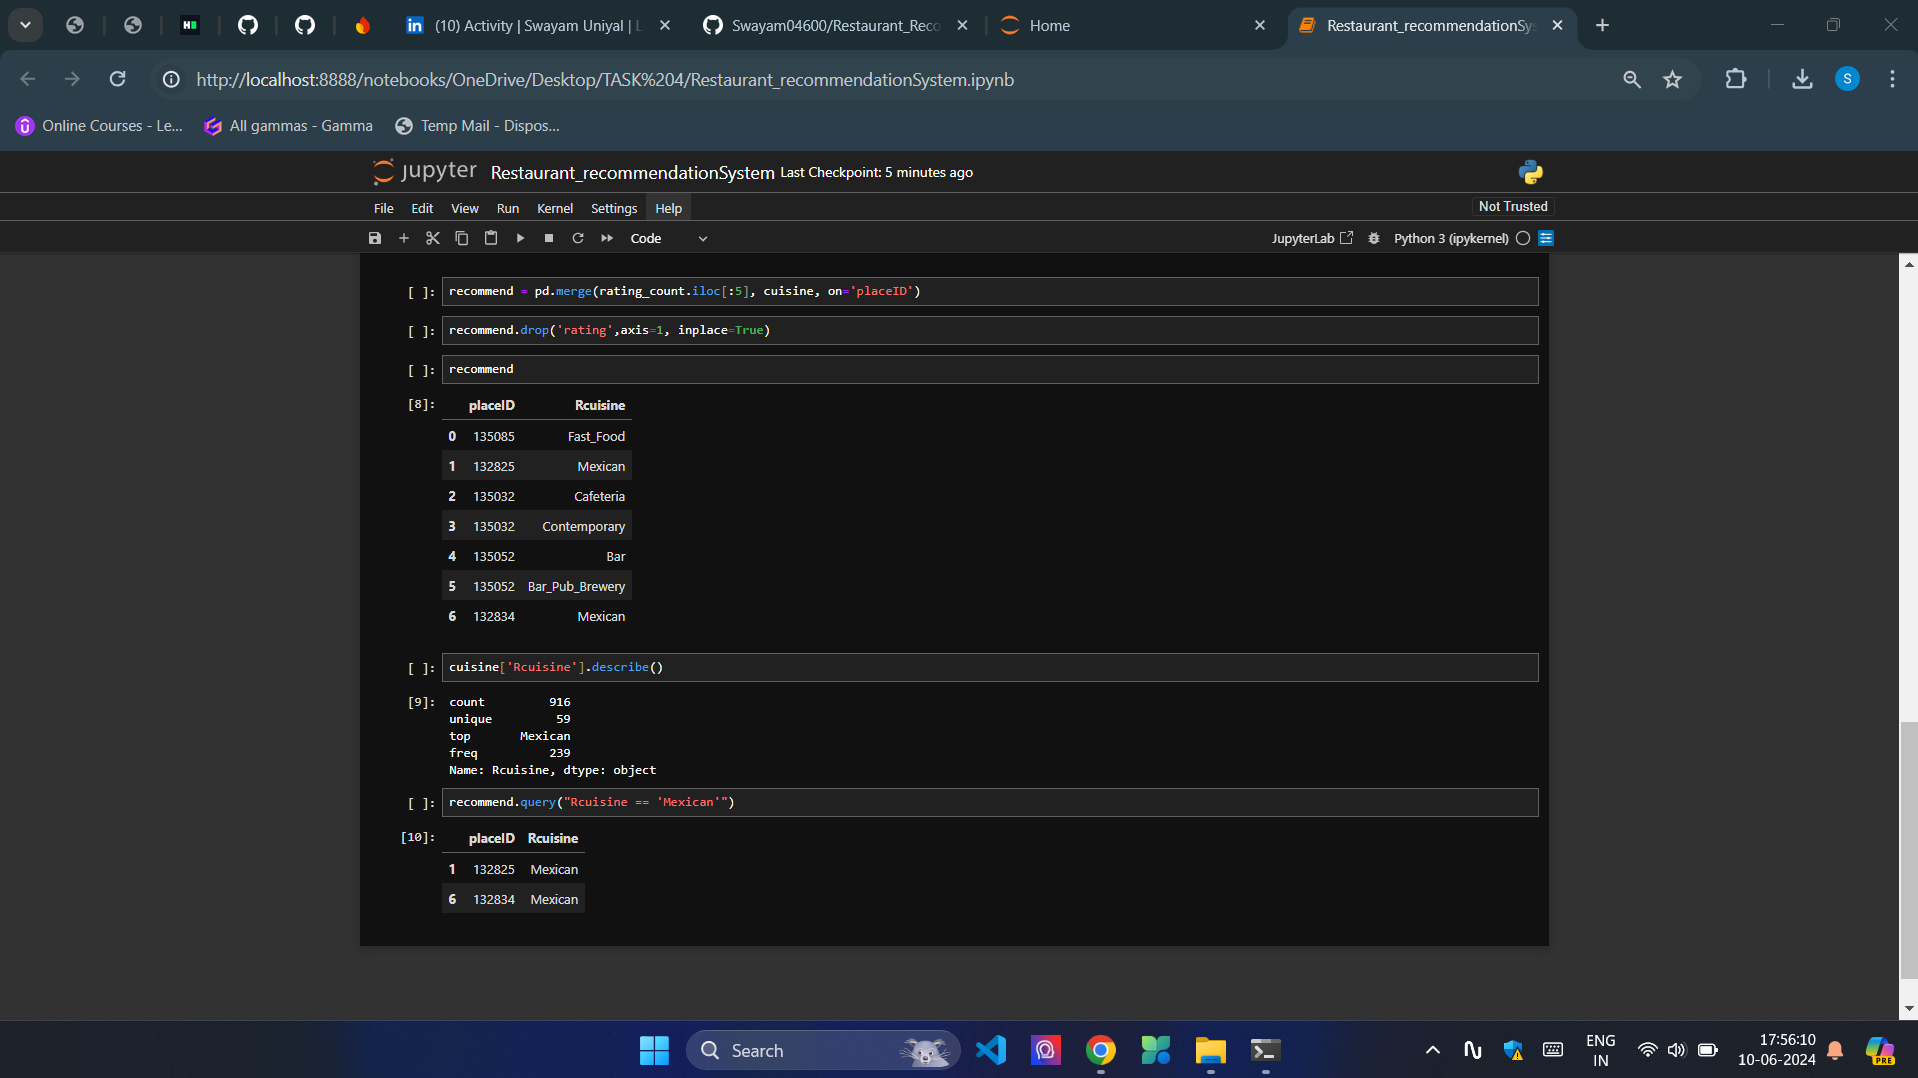 (10) Activity | Swayam Uniyal | L
Swayam04600/Restaurant_Reco
Home
Restaurant_recommendationSys
http://localhost:8888/notebooks/OneDrive/Desktop/TASK%204/Restaurant_recommendationSystem.ipynb
S
Online Courses - Le...
All gammas - Gamma
Temp Mail - Dispos...
jupyter Restaurant_recommendationSystem Last Checkpoint: 5 minutes ago
File Edit View Run Kernel Settings Help
Not Trusted
Code
JupyterLab
Python 3 (ipykernel)
[ ]: recommend = pd.merge(rating_count.iloc[:5], cuisine, on='placeID')
[ ]: recommend.drop('rating',axis=1, inplace=True)
[ ]: recommend
[8]: placeID Rcuisine
0 135085 Fast_Food
1 132825 Mexican
2 135032 Cafeteria
3 135032 Contemporary
4 135052 Bar
5 135052 Bar_Pub_Brewery
6 132834 Mexican
[ ]: cuisine['Rcuisine'].describe()
[9]: count 916
unique 59
top Mexican
freq 239
Name: Rcuisine, dtype: object
[ ]: recommend.query("Rcuisine == 'Mexican'")
[10]: placeID Rcuisine
1 132825 Mexican
6 132834 Mexican
Search
ENG
IN
17:56:10
10-06-2024
PRE